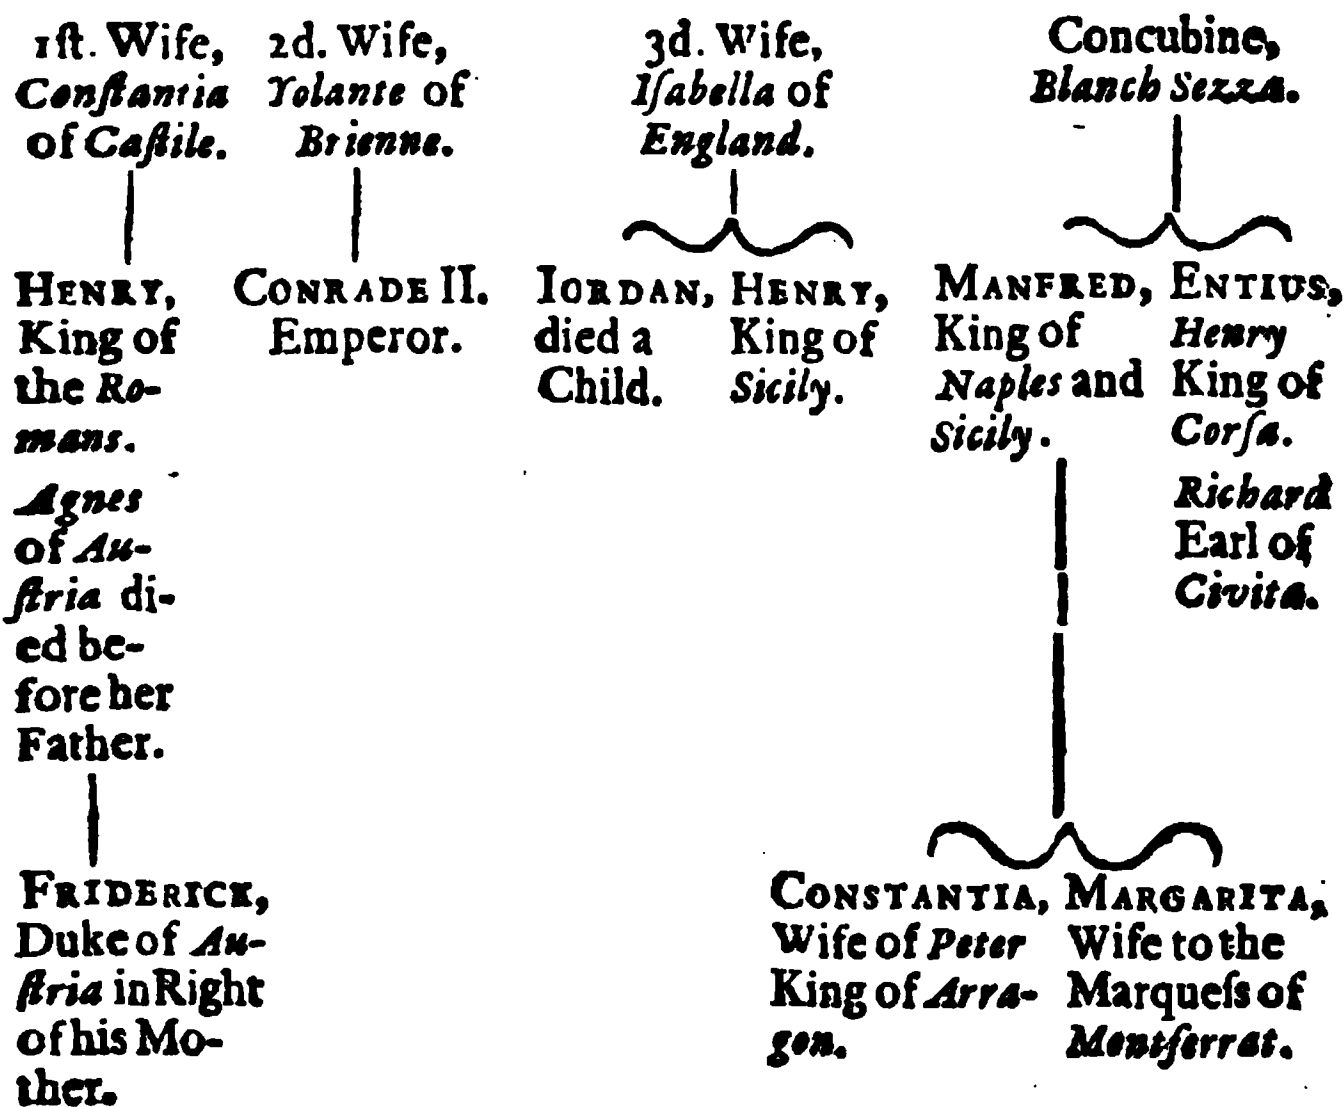 1ſt. Wife,
Conſtantia
of Caſtile.
2d. Wife,
Yolante of
Brienne.
3d. Wife,
Iſabella of
England.
Concubine,
Blanch Sezza.
HENRY,
King of
the Ro-
mans.
Agnes
of Au-
ſtria di-
ed be-
fore her
Father.
CONRADE II.
Emperor.
IORDAN,
died a
Child.
HENRY,
King of
Sicily.
MANFRED,
King of
Naples and
Sicily.
ENTIUS,
Henry
King of
Corſa.
Richard
Earl of
Civita.
FRIDERICK,
Duke of Au-
ſtria in Right
of his Mo-
ther.
CONSTANTIA,
Wife of Peter
King of Arra-
gon.
MARGARITA,
Wife to the
Marqueſs of
Montferrat.